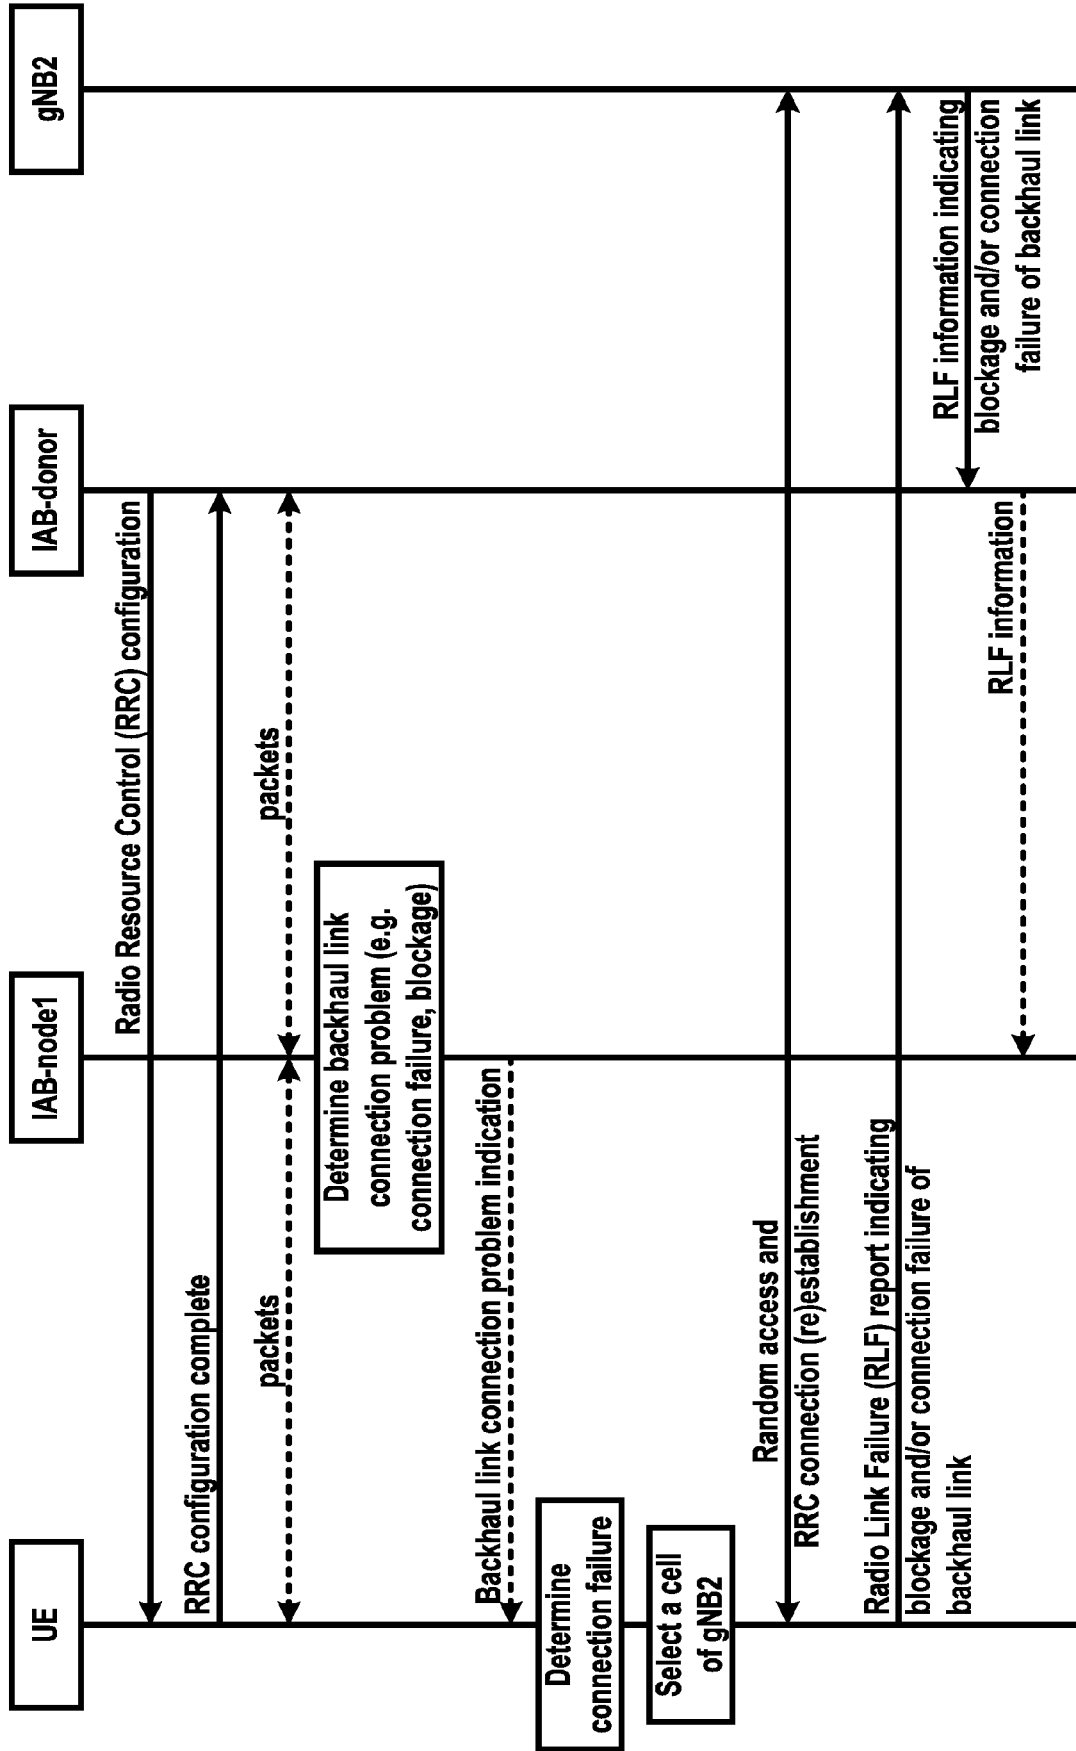 UE
IAB-node1
IAB-donor
gNB2
Radio Resource Control (RRC) configuration
RRC configuration complete
packets
packets
Determine backhaul link
connection problem (e.g.
connection failure, blockage)
Backhaul link connection problem indication
Determine
connection failure
Select a cell
of gNB2
Random access and
RRC connection (re)establishment
Radio Link Failure (RLF) report indicating
blockage and/or connection failure of
backhaul link
RLF information indicating
blockage and/or connection
failure of backhaul link
RLF information